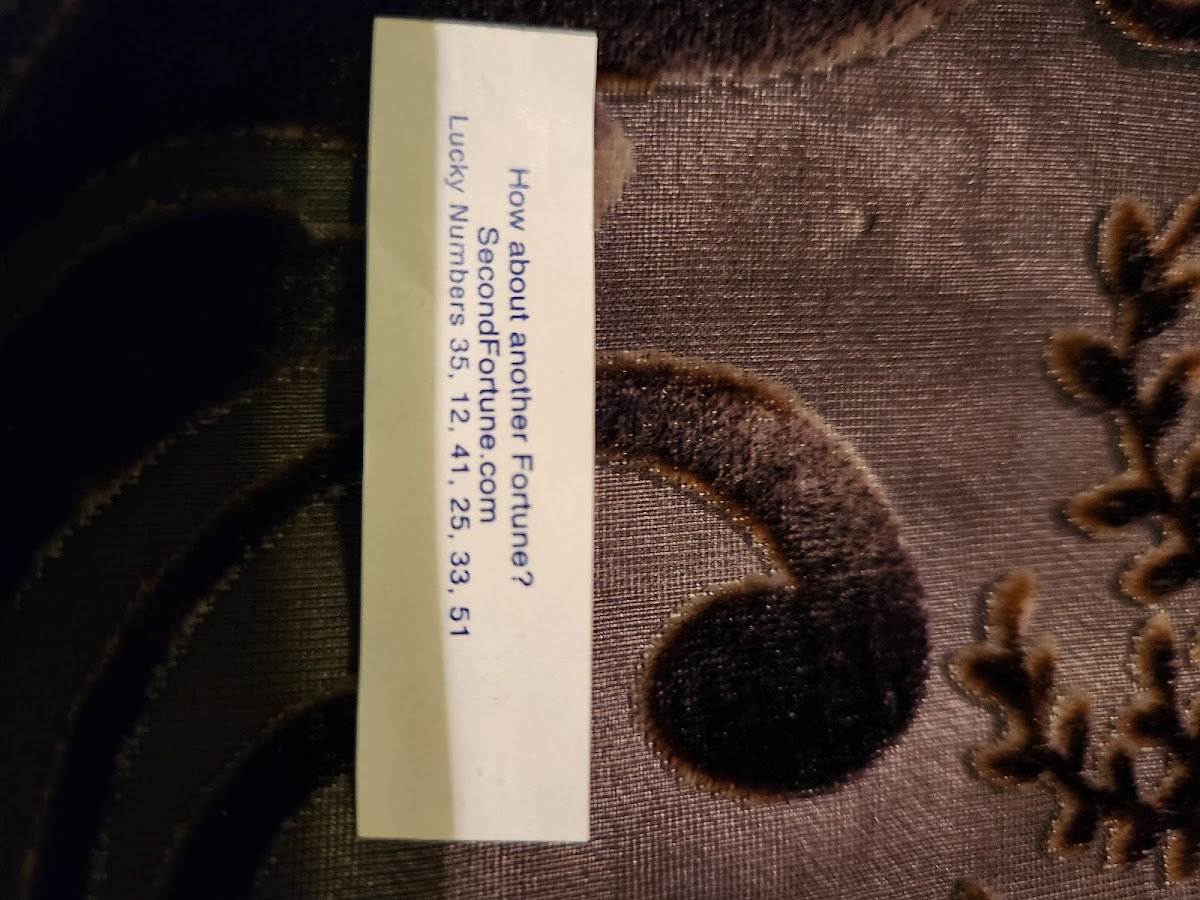 How about another Fortune?
SecondFortune.com
Lucky Numbers 35, 12, 41, 25, 33, 51